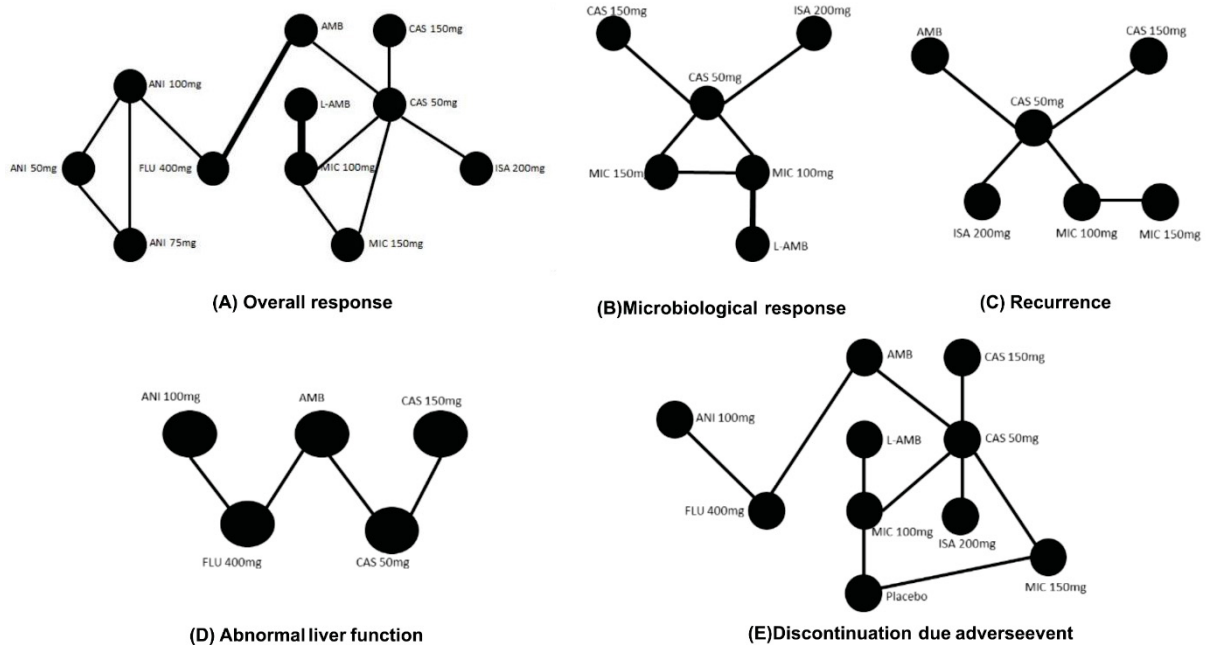 AMB
CAS 150mg
ANI 100mg
L-AMB
CAS 50mg
ANI 50mg
FLU 400mg
MIC 100mg
ISA 200mg
ANI 75mg
MIC 150mg
(A) Overall response
CAS 150mg
ISA 200mg
CAS 50mg
MIC 150mg
MIC 100mg
L-AMB
(B)Microbiological response
AMB
CAS 150mg
CAS 50mg
ISA 200mg
MIC 100mg
MIC 150mg
(C) Recurrence
ANI 100mg
AMB
CAS 150mg
FLU 400mg
CAS 50mg
(D) Abnormal liver function
AMB
CAS 150mg
ANI 100mg
L-AMB
CAS 50mg
FLU 400mg
MIC 100mg
ISA 200mg
MIC 150mg
Placebo
(E)Discontinuation due adverseevent